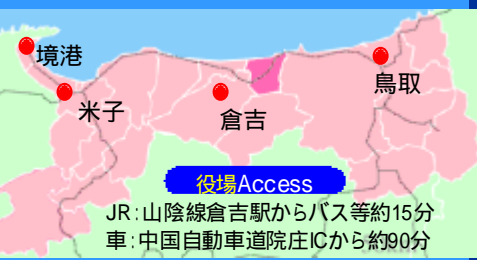 境港
米子
倉吉
鳥取
役場Access
JR:山陰線倉吉駅からバス等約15分
車:中国自動車道院庄ICから約90分